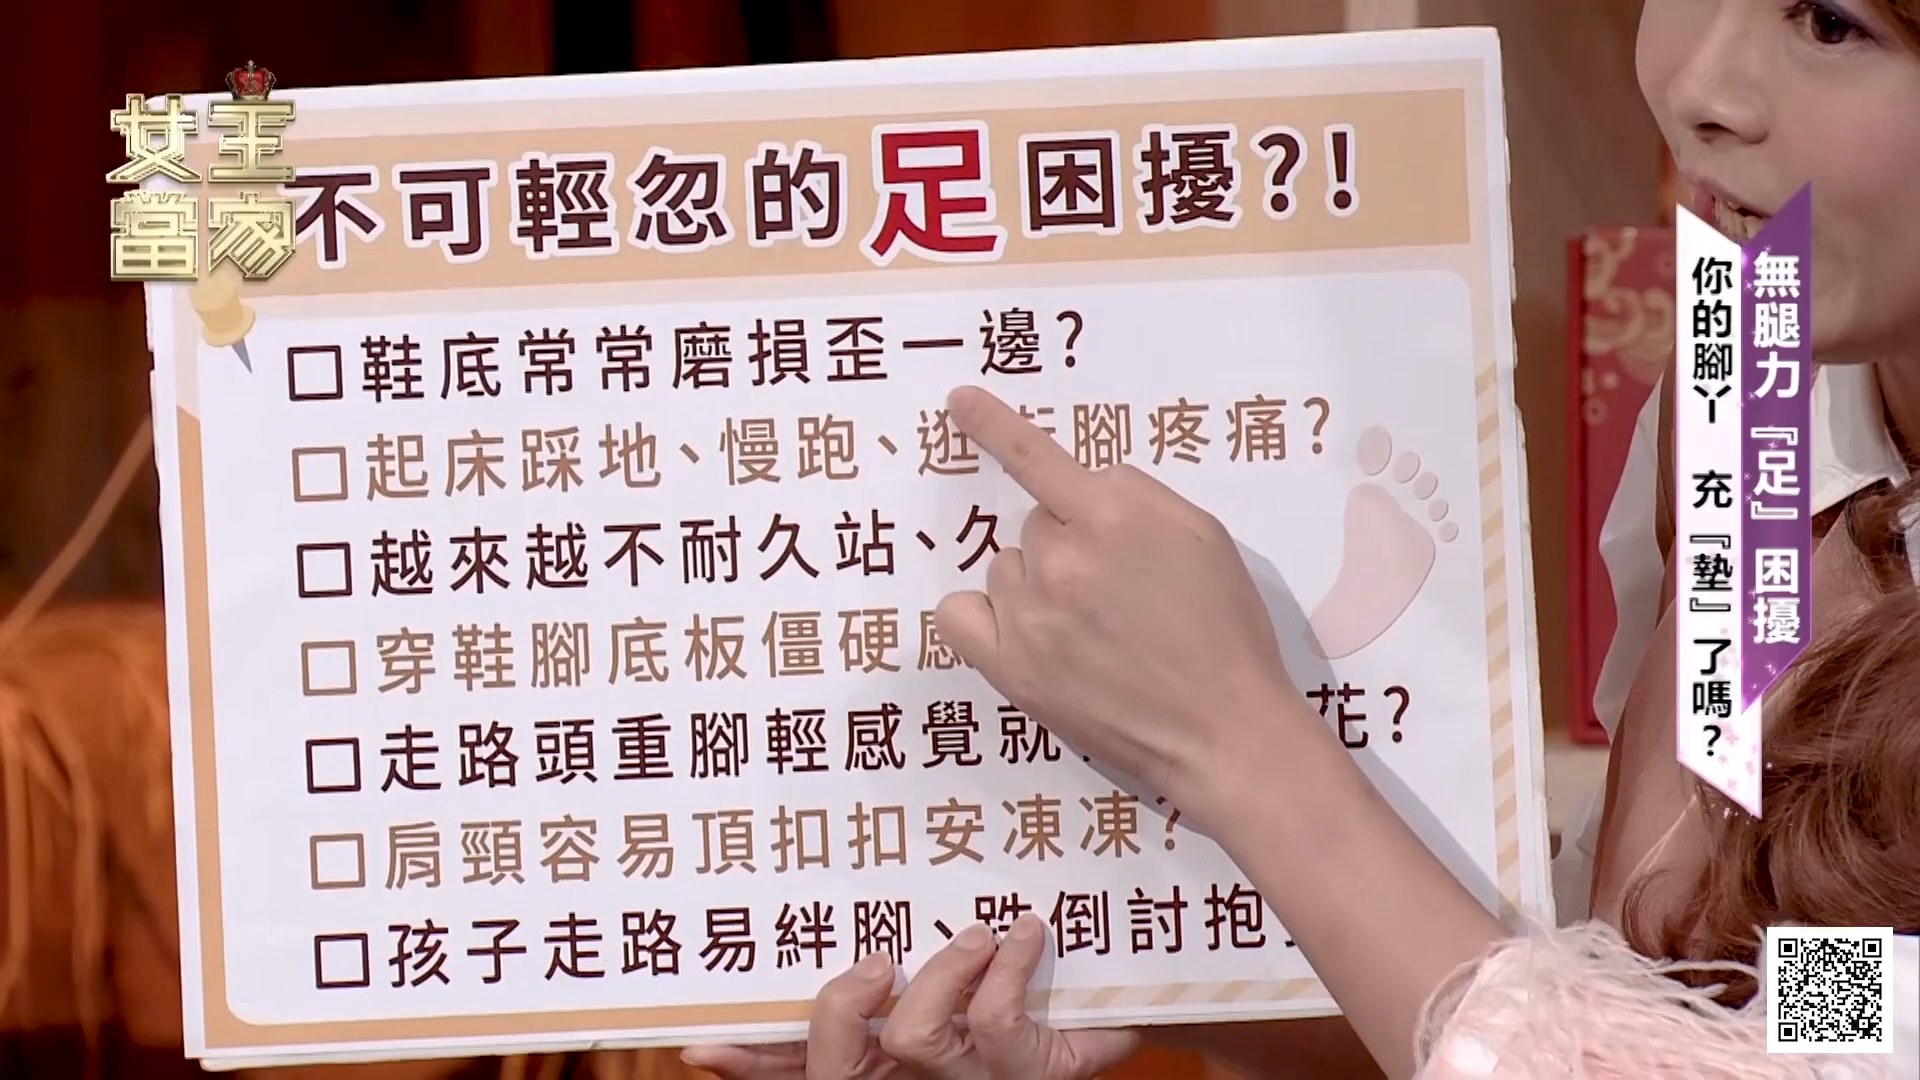 女王
當家
不可輕忽的足困擾?!
□鞋底常常磨損歪一邊?
□起床踩地、慢跑、逛街腳疼痛?
□越來越不耐久站、久
□穿鞋腳底板僵硬感
□走路頭重腳輕感覺就 花?
□肩頸容易頂扣扣安凍凍?
□孩子走路易絆腳、跌倒討抱
無腿力『足』困擾
你的腳丫 充『墊』了嗎?